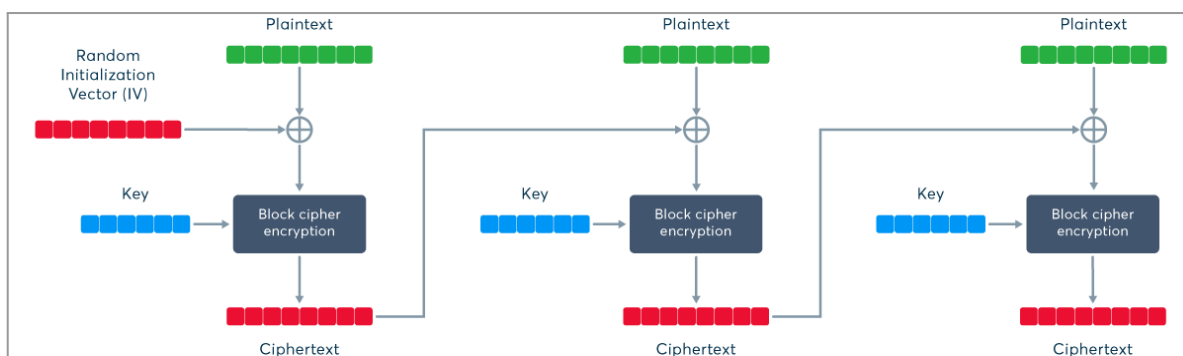 Plaintext
Plaintext
Plaintext
Random
Initialization
Vector (IV)
Key
Key
Key
Block cipher
encryption
Block cipher
encryption
Block cipher
encryption
Ciphertext
Ciphertext
Ciphertext